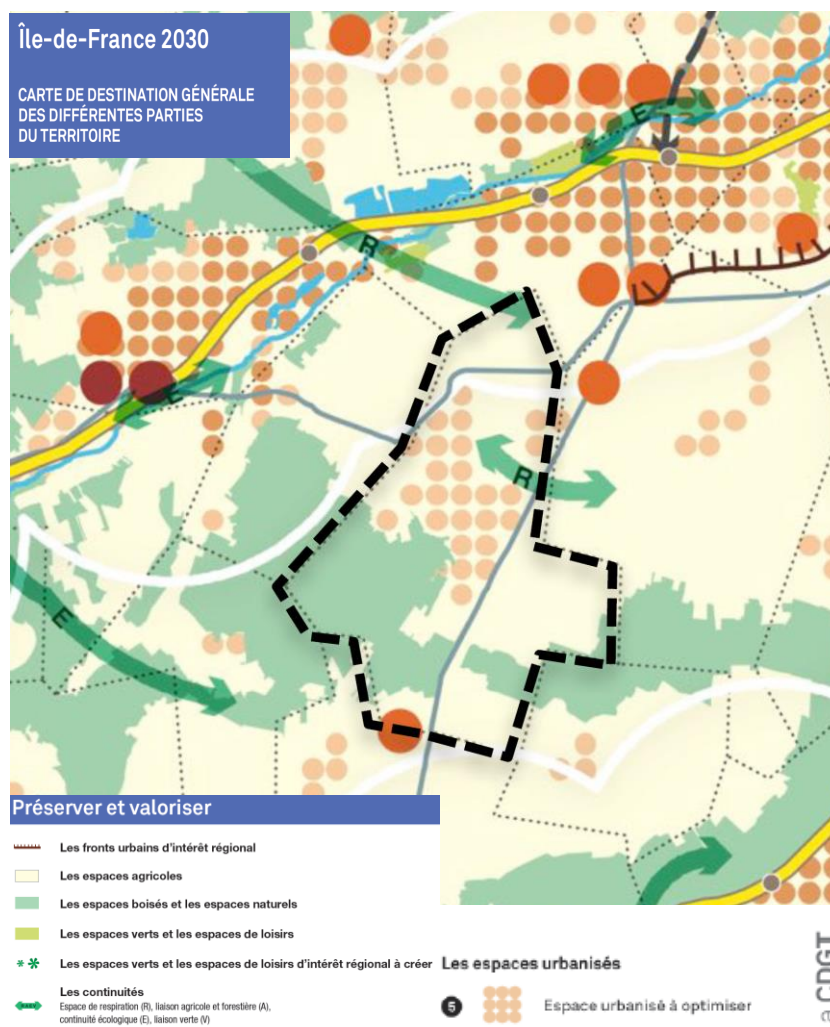 Île-de-France 2030
CARTE DE DESTINATION GÉNÉRALE
DES DIFFÉRENTES PARTIES
DU TERRITOIRE
E
R
E
R
E
Préserver et valoriser
Les fronts urbains d'intérêt régional
Les espaces agricoles
Les espaces boisés et les espaces naturels
Les espaces verts et les espaces de loisirs
Les espaces verts et les espaces de loisirs d'intérêt régional à créer
Les continuités
Espace de respiration (R), liaison agricole et forestière (A),
continuité écologique (E), liaison verte (V)
Les espaces urbanisés
5 Espace urbanisé à optimiser
CDGT